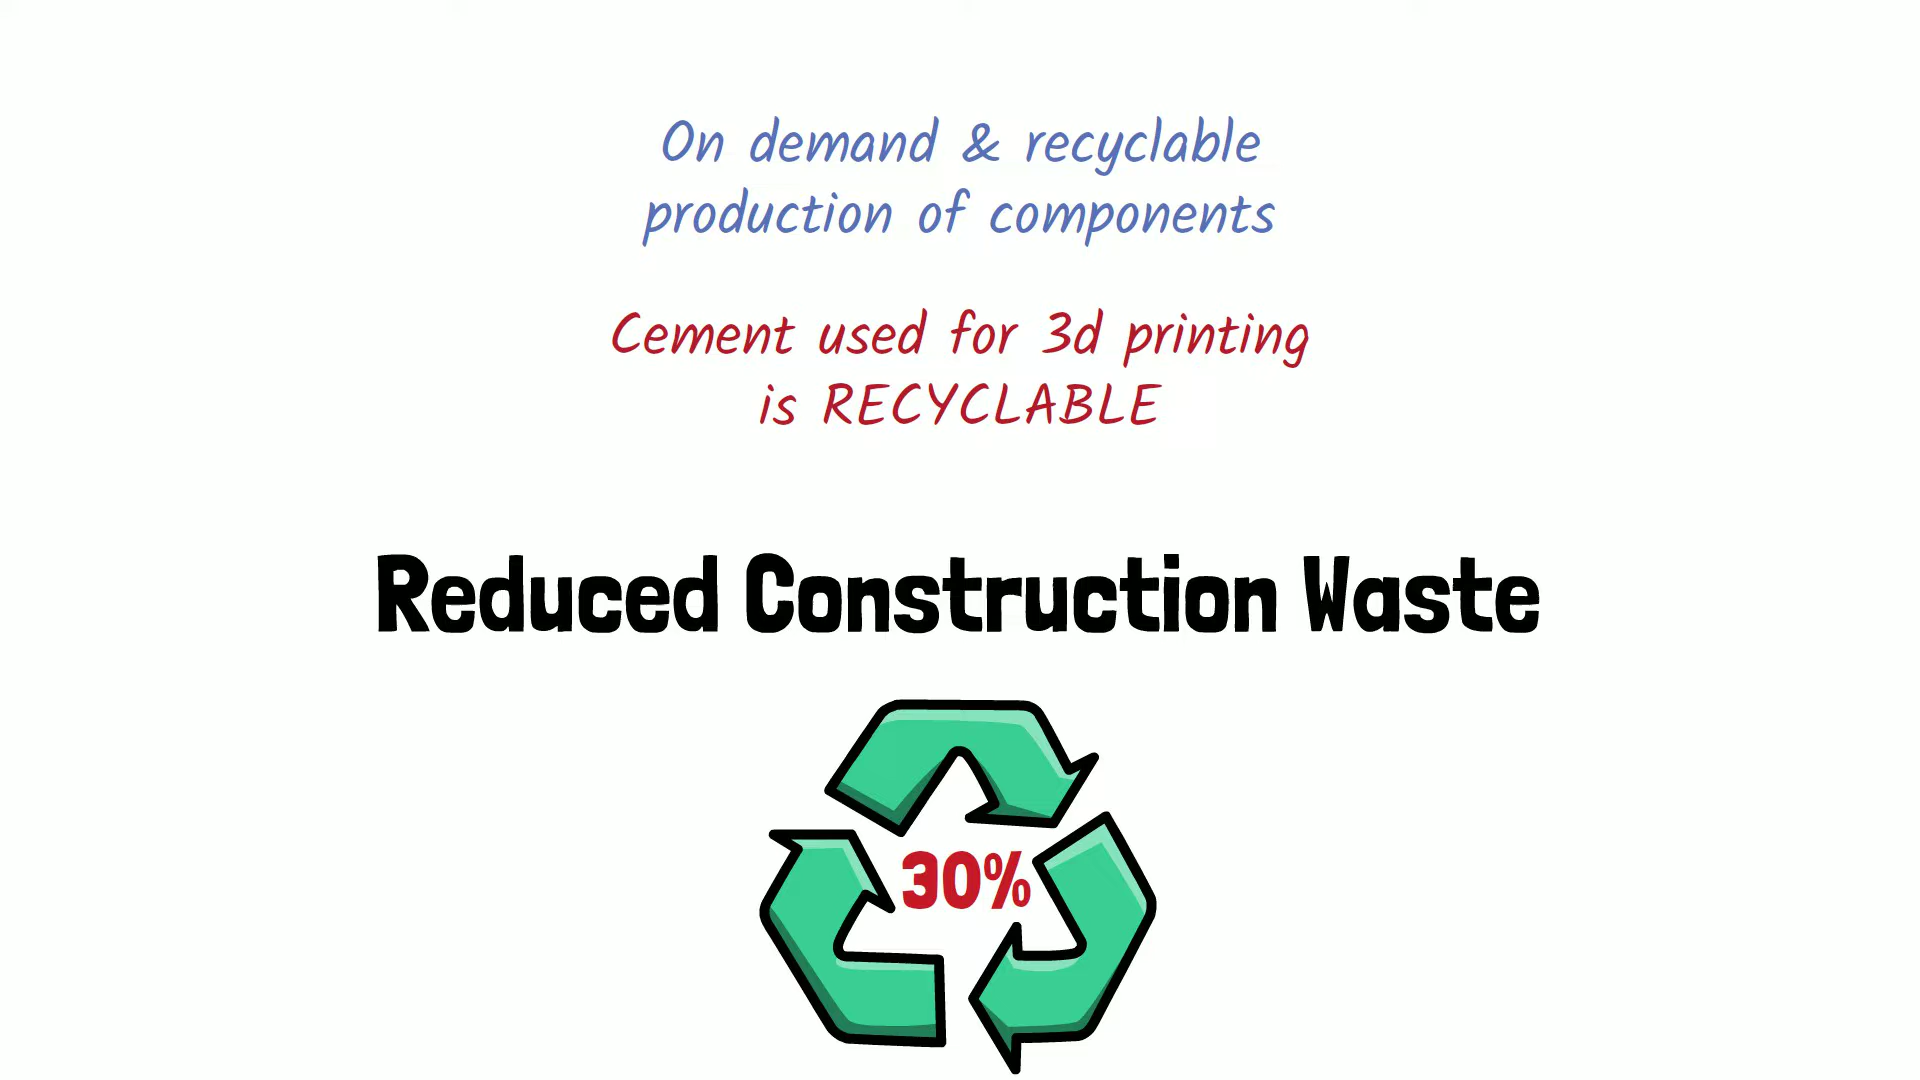 On demand & recyclable
production of components
Cement used for 3d printing
is RECYCLABLE
Reduced Construction Waste
30%